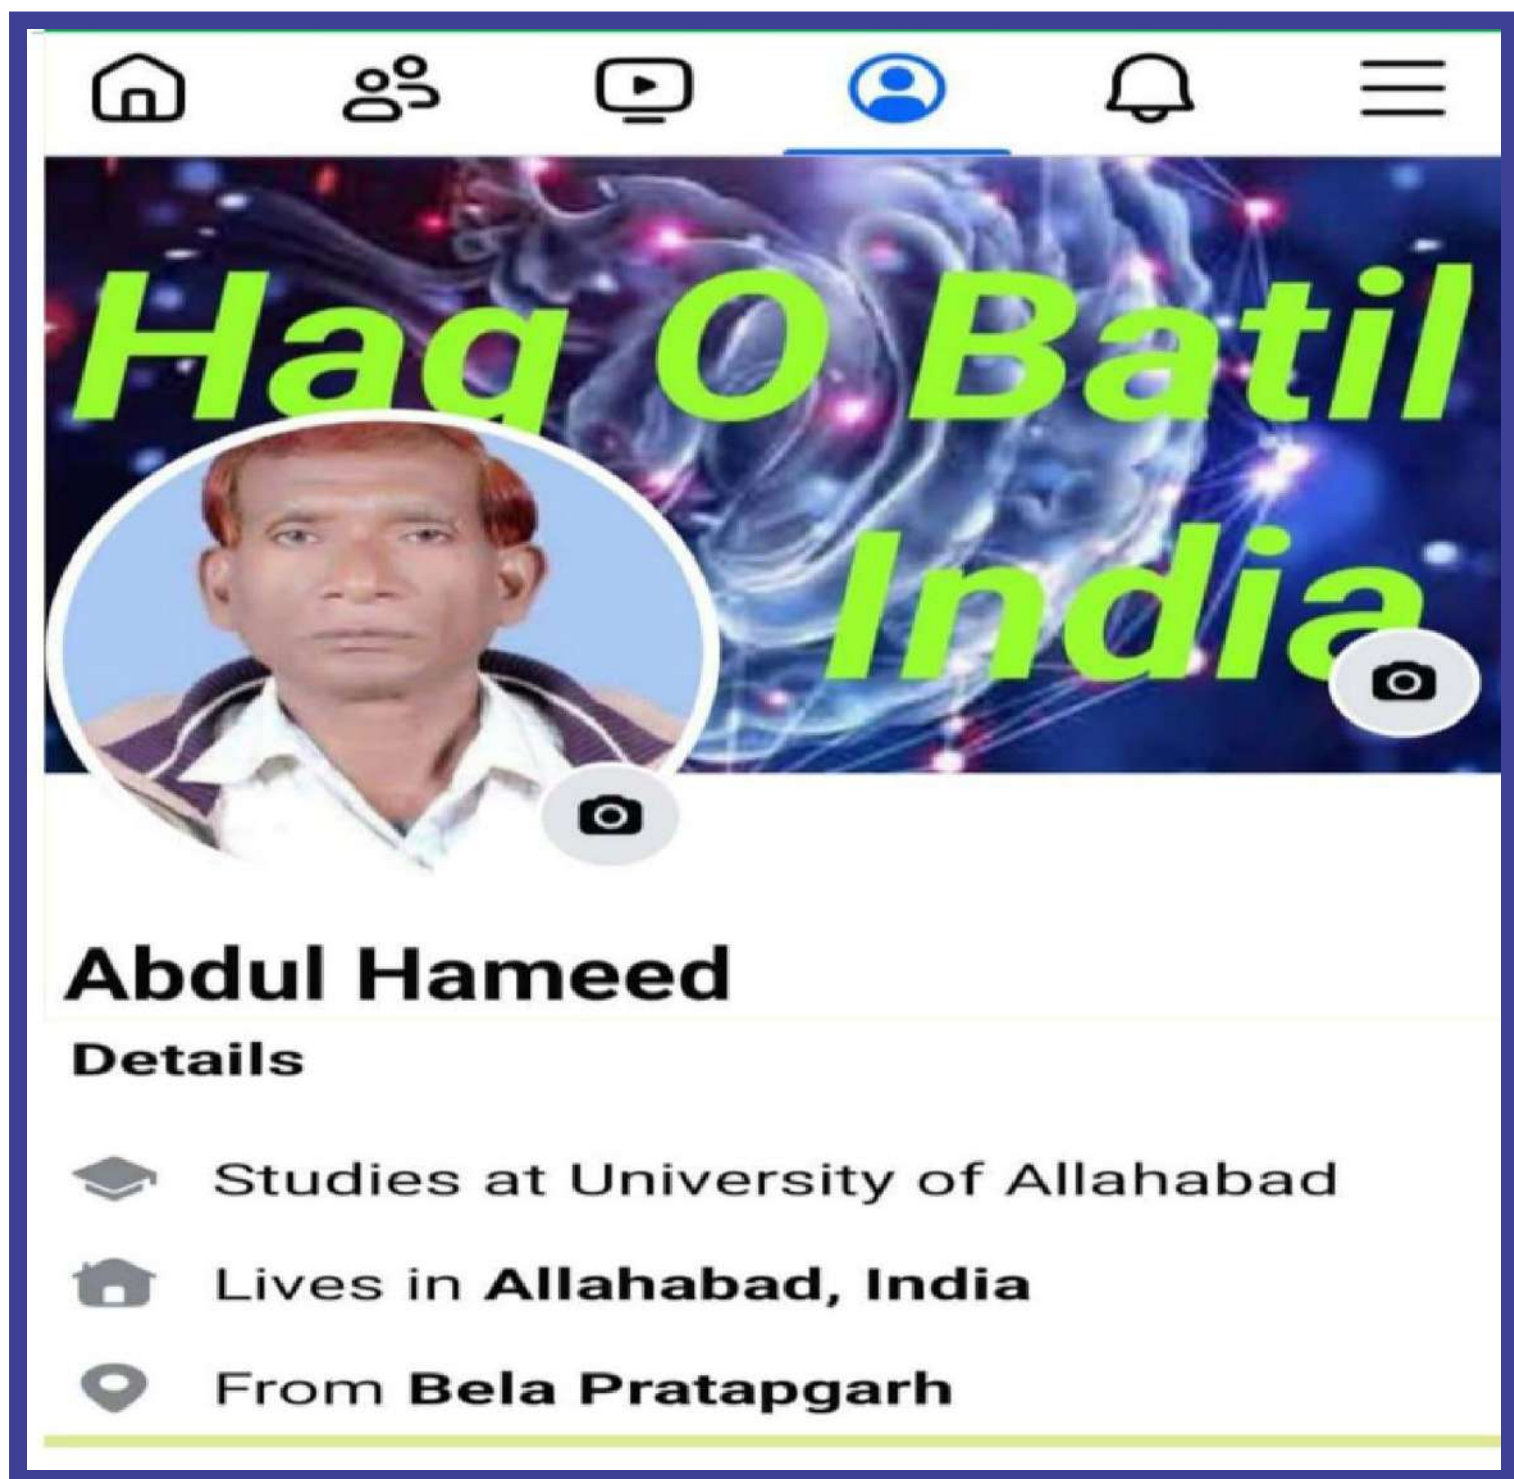 Haq O Batil
India
Abdul Hameed
Details
Studies at University of Allahabad
Lives in Allahabad, India
From Bela Pratapgarh